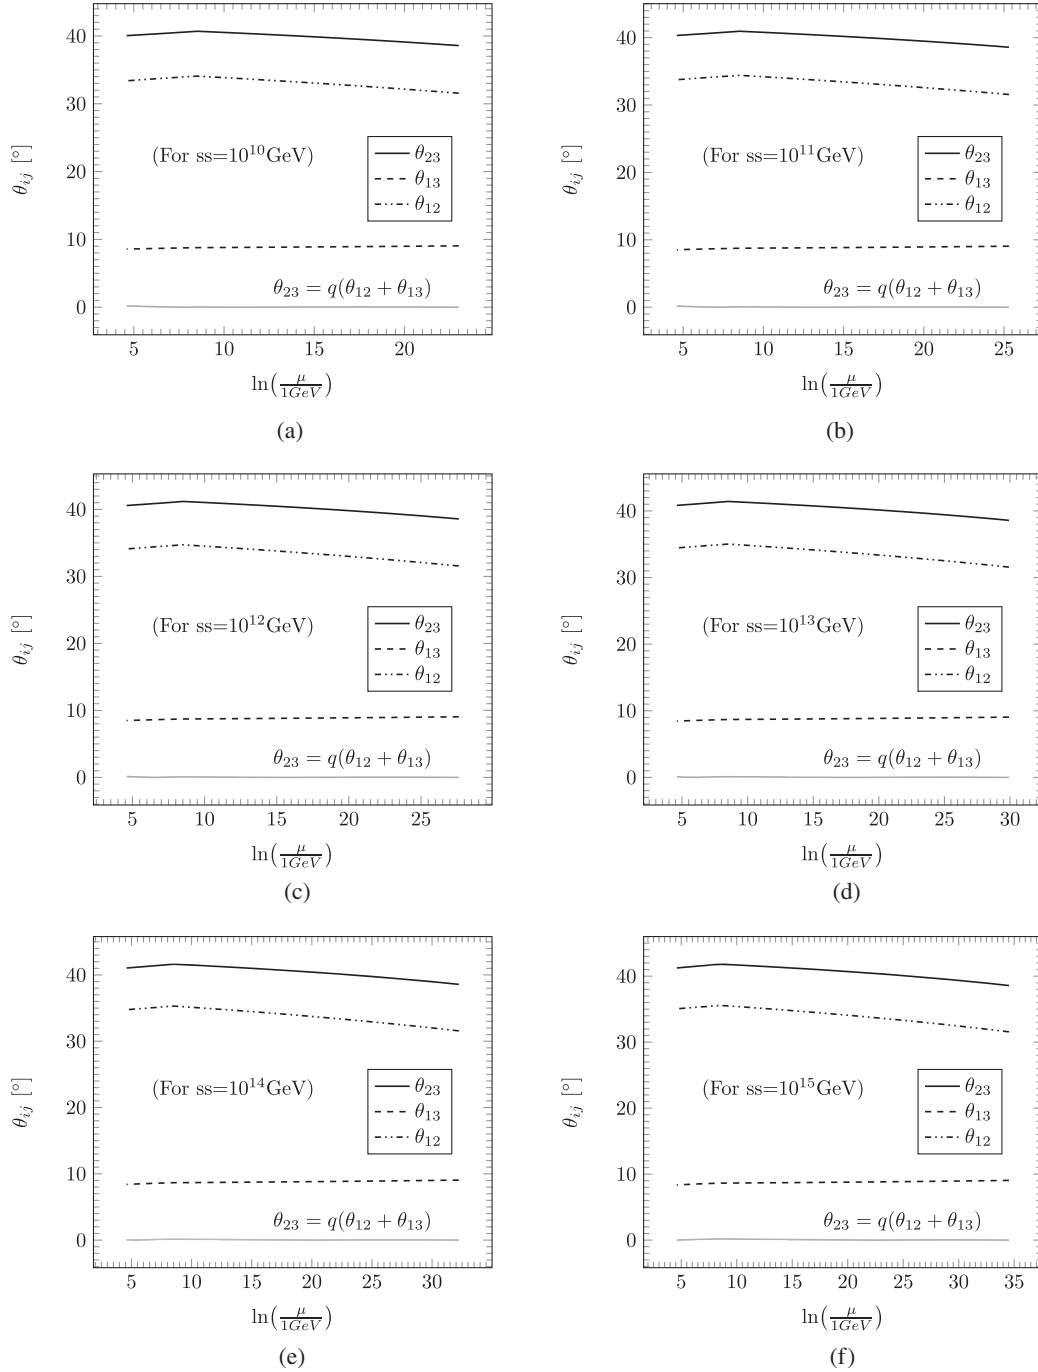 40
30
20
10
0
θij [°]
(For ss=10^10GeV)
θ23
θ13
θ12
θ23 = q(θ12 + θ13)
5 10 15 20
ln(μ/1GeV)
(a)
40
30
20
10
0
θij [°]
(For ss=10^11GeV)
θ23
θ13
θ12
θ23 = q(θ12 + θ13)
5 10 15 20 25
ln(μ/1GeV)
(b)
40
30
20
10
0
θij [°]
(For ss=10^12GeV)
θ23
θ13
θ12
θ23 = q(θ12 + θ13)
5 10 15 20 25
ln(μ/1GeV)
(c)
40
30
20
10
0
θij [°]
(For ss=10^13GeV)
θ23
θ13
θ12
θ23 = q(θ12 + θ13)
5 10 15 20 25 30
ln(μ/1GeV)
(d)
40
30
20
10
0
θij [°]
(For ss=10^14GeV)
θ23
θ13
θ12
θ23 = q(θ12 + θ13)
5 10 15 20 25 30
ln(μ/1GeV)
(e)
40
30
20
10
0
θij [°]
(For ss=10^15GeV)
θ23
θ13
θ12
θ23 = q(θ12 + θ13)
5 10 15 20 25 30 35
ln(μ/1GeV)
(f)